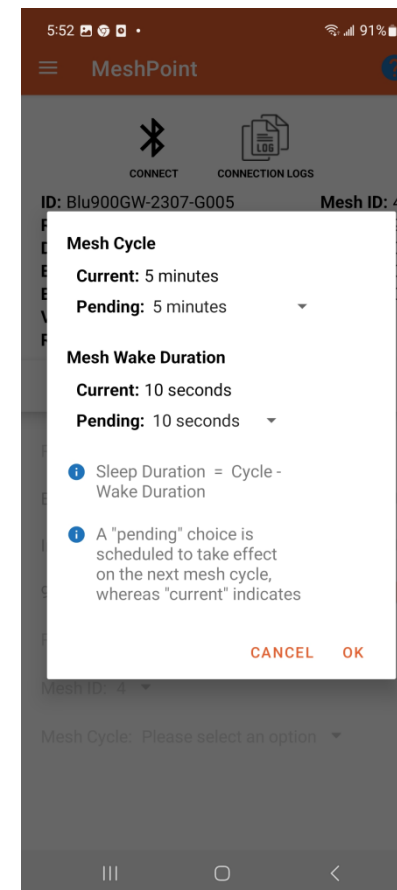 5:52 91%
MeshPoint
LOG
CONNECT CONNECTION LOGS
ID: Blu900GW-2307-G005 Mesh ID: 4
Mesh Cycle
Current: 5 minutes
Pending: 5 minutes
Mesh Wake Duration
Current: 10 seconds
Pending: 10 seconds
Sleep Duration = Cycle -
Wake Duration
A "pending" choice is
scheduled to take effect
on the next mesh cycle,
whereas "current" indicates
CANCEL OK
Mesh ID: 4
Mesh Cycle: Please select an option